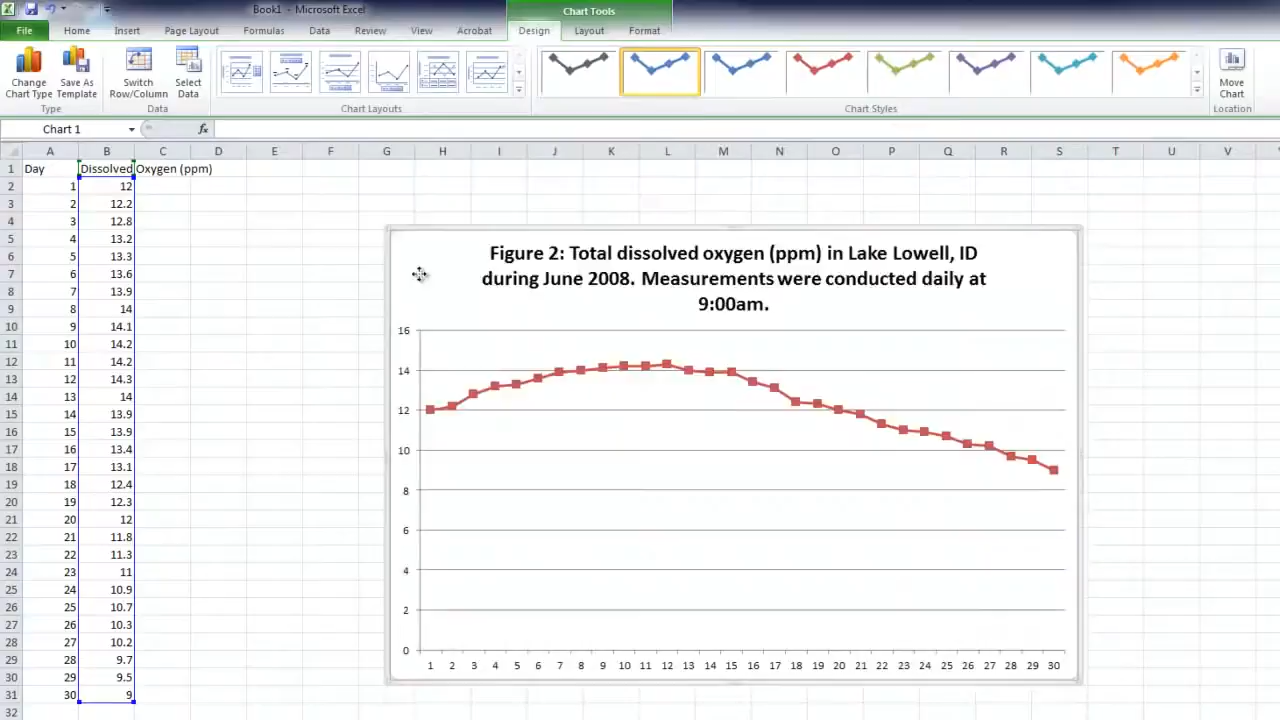 Book1 - Microsoft Excel
Chart Tools
File Home Insert Page Layout Formulas Data Review View Acrobat Design Layout Format
Change Chart Type
Save As Template
Switch Row/Column
Select Data
Move Chart
Type Data Chart Layouts Chart Styles Location
Chart 1 fx
A B C D E F G H I J K L M N O P Q R S T U V
1 Day Dissolved Oxygen (ppm)
2 1 12
3 2 12.2
4 3 12.8
5 4 13.2
6 5 13.3
7 6 13.6
8 7 13.9
9 8 14
10 9 14.1
11 10 14.2
12 11 14.2
13 12 14.3
14 13 14
15 14 13.9
16 15 13.9
17 16 13.4
18 17 13.1
19 18 12.4
20 19 12.3
21 20 12
22 21 11.8
23 22 11.3
24 23 11
25 24 10.9
26 25 10.7
27 26 10.3
28 27 10.2
29 28 9.7
30 29 9.5
31 30 9
32
Figure 2: Total dissolved oxygen (ppm) in Lake Lowell, ID
during June 2008. Measurements were conducted daily at
9:00am.
16
14
12
10
8
6
4
2
0
1 2 3 4 5 6 7 8 9 10 11 12 13 14 15 16 17 18 19 20 21 22 23 24 25 26 27 28 29 30